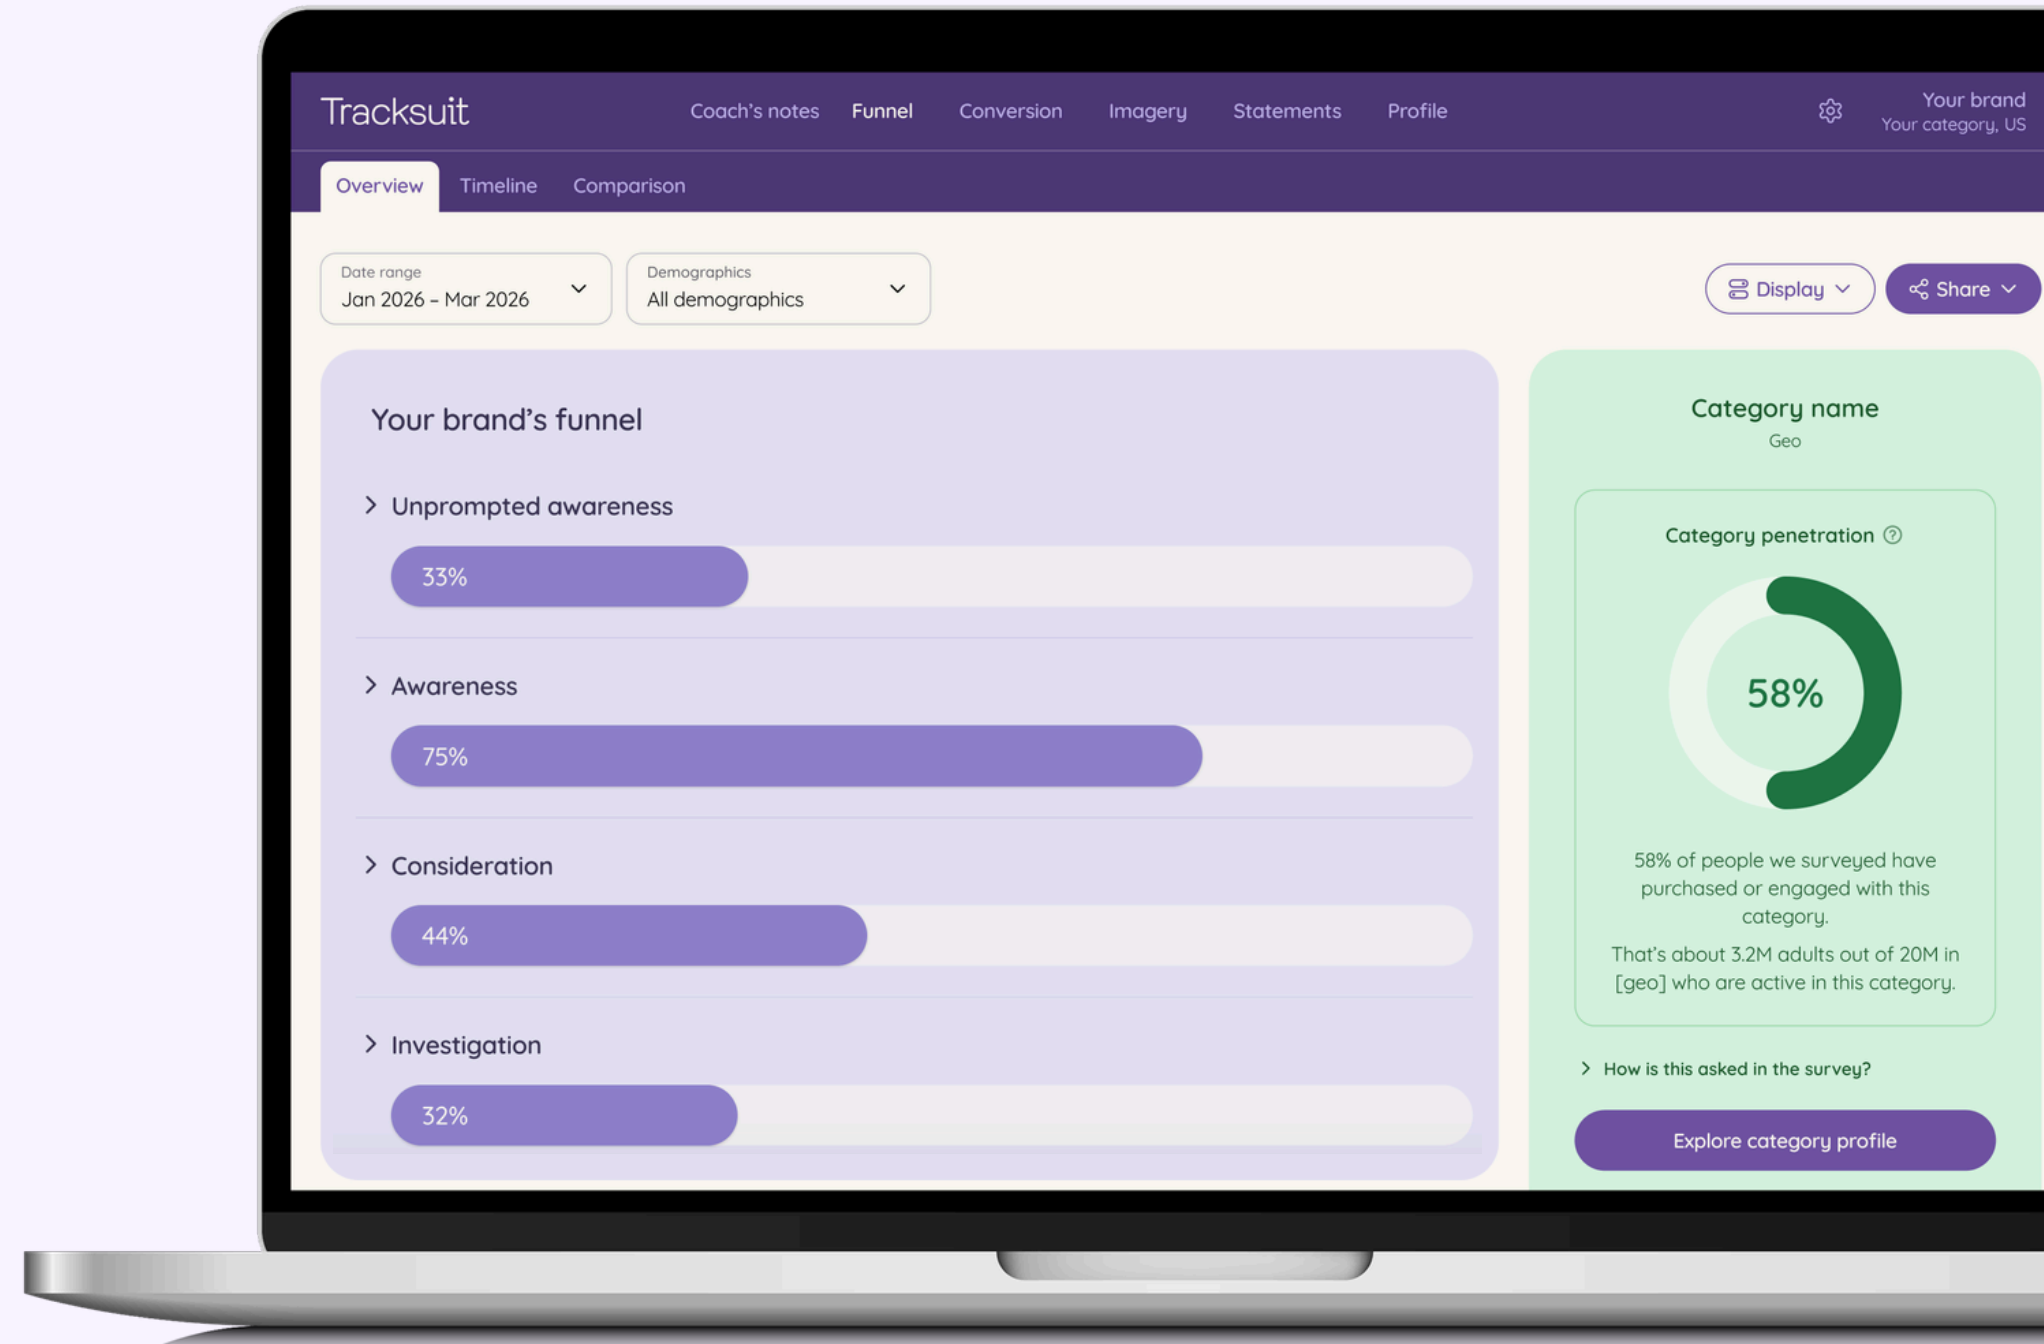 Tracksuit
Coach's notes
Funnel
Conversion
Imagery
Statements
Profile
Your brand
Your category, US
Overview
Timeline
Comparison
Date range
Jan 2026 – Mar 2026
Demographics
All demographics
Display
Share
Your brand's funnel
Unprompted awareness
33%
Awareness
75%
Consideration
44%
Investigation
32%
Category name
Geo
Category penetration ?
58%
58% of people we surveyed have
purchased or engaged with this
category.
That's about 3.2M adults out of 20M in
[geo] who are active in this category.
How is this asked in the survey?
Explore category profile